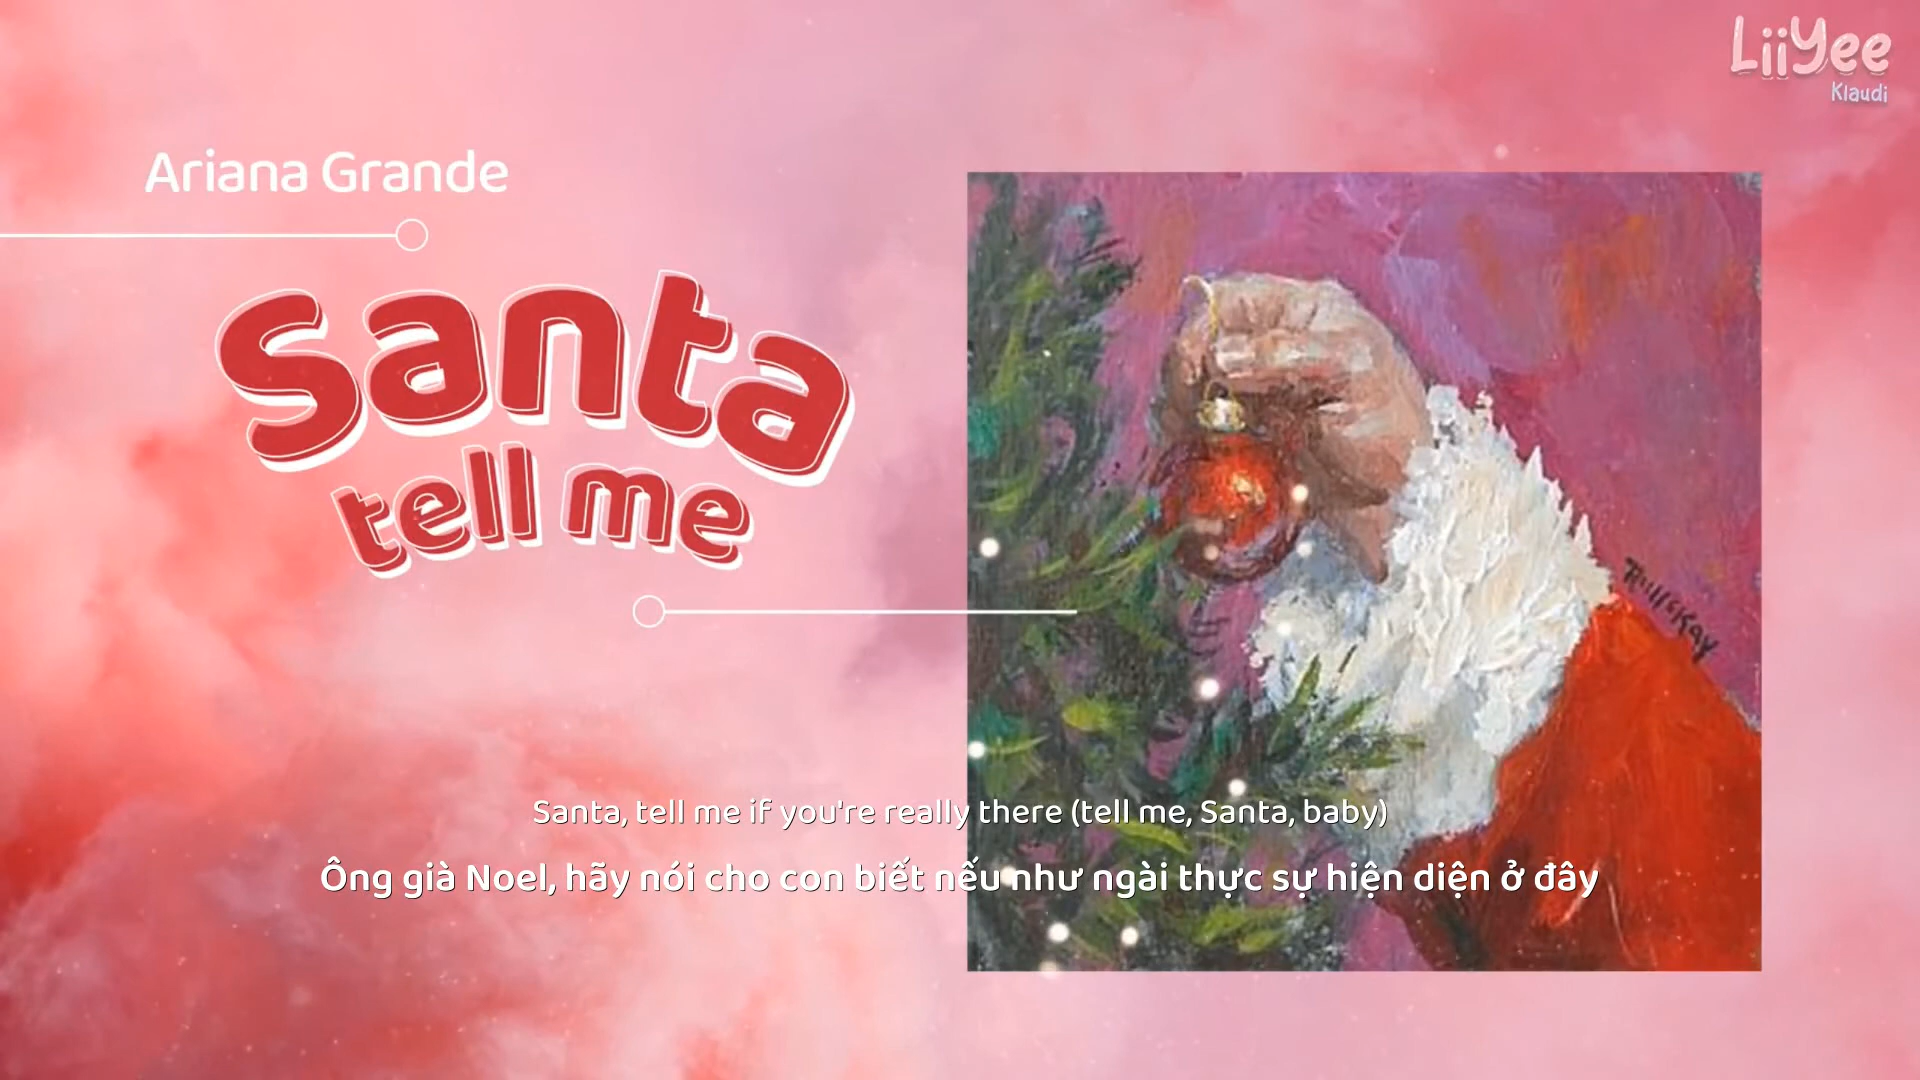 LiiYee
Klaudi
Ariana Grande
Santa
tell me
Santa, tell me if you're really there (tell me, Santa, baby)
Ông già Noel, hãy nói cho con biết nếu như ngài thực sự hiện diện ở đây